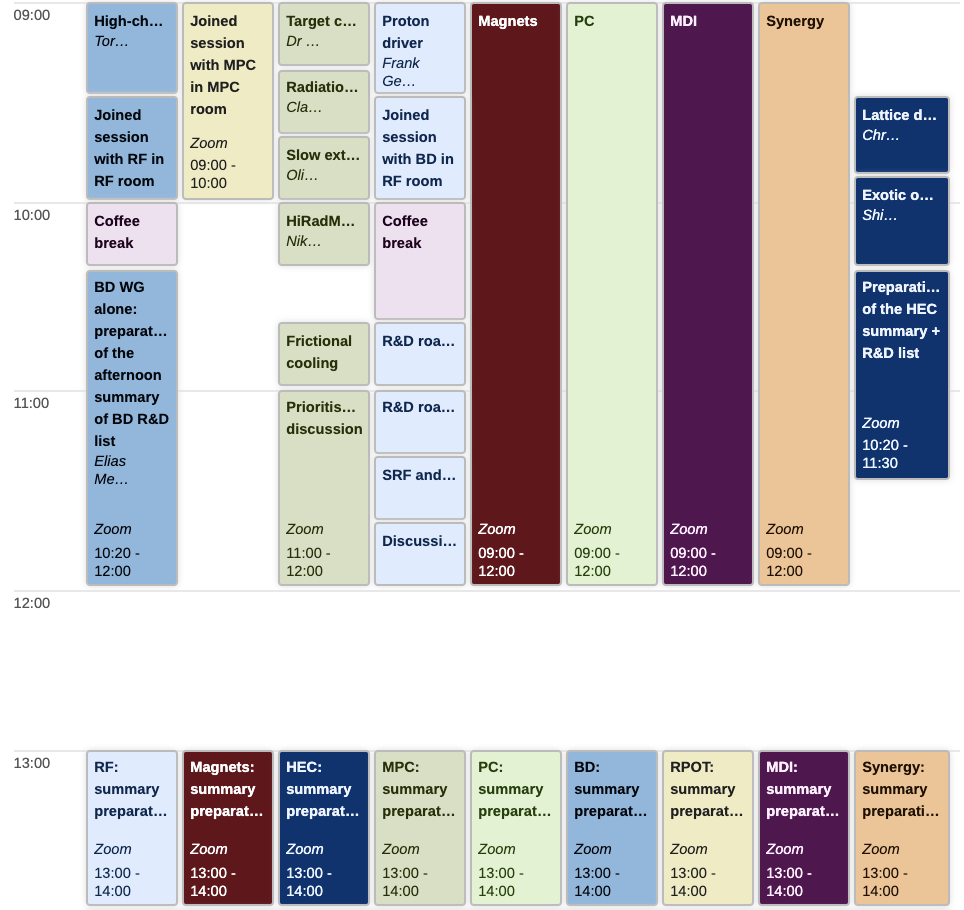 09:00
High-ch...
Tor...
Joined
session
with RF in
RF room
Coffee
break
BD WG
alone:
preparat...
of the
afternoon
summary
of BD R&D
list
Elias
Me...
Zoom
10:20 -
12:00
Joined
session
with MPC
in MPC
room
Zoom
09:00 -
10:00
Target c...
Dr ...
Radiatio...
Cla...
Slow ext...
Oli...
HiRadM...
Nik...
Frictional
cooling
Prioritis...
discussion
Zoom
11:00 -
12:00
Proton
driver
Frank
Ge...
Joined
session
with BD in
RF room
Coffee
break
R&D roa...
R&D roa...
SRF and...
Discussi...
Magnets
Zoom
09:00 -
12:00
PC
Zoom
09:00 -
12:00
MDI
Zoom
09:00 -
12:00
Synergy
Zoom
09:00 -
12:00
Lattice d...
Chr...
Exotic o...
Shi...
Preparati...
of the HEC
summary +
R&D list
Zoom
10:20 -
11:30
10:00
11:00
12:00
13:00
RF:
summary
preparat...
Zoom
13:00 -
14:00
Magnets:
summary
preparat...
Zoom
13:00 -
14:00
HEC:
summary
preparat...
Zoom
13:00 -
14:00
MPC:
summary
preparat...
Zoom
13:00 -
14:00
PC:
summary
preparat...
Zoom
13:00 -
14:00
BD:
summary
preparat...
Zoom
13:00 -
14:00
RPOT:
summary
preparat...
Zoom
13:00 -
14:00
MDI:
summary
preparat...
Zoom
13:00 -
14:00
Synergy:
summary
preparati...
Zoom
13:00 -
14:00